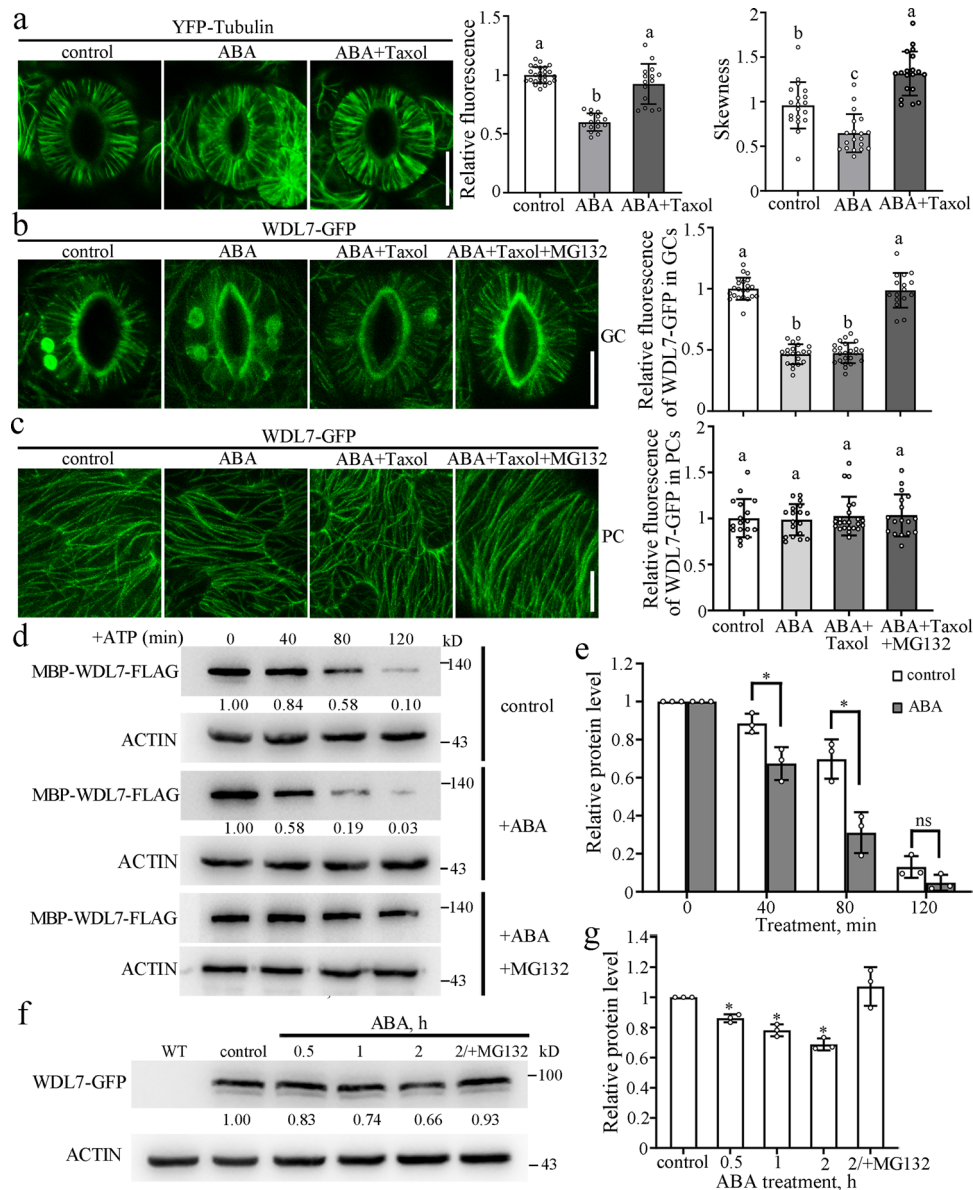 a
YFP-Tubulin
control ABA ABA+Taxol
Relative fluorescence
1.5
1
0.5
0
a
b
a
control ABA ABA+Taxol
Skewness
2.0
1.5
1.0
0.5
0
b
c
a
control ABA ABA+Taxol
b
WDL7-GFP
control ABA ABA+Taxol ABA+Taxol+MG132
GC
Relative fluorescence
of WDL7-GFP in GCs
1.5
1
0.5
0
a
b
b
a
c
WDL7-GFP
control ABA ABA+Taxol ABA+Taxol+MG132
PC
Relative fluorescence
of WDL7-GFP in PCs
2
1.5
1
0.5
0
a
a
a
a
control ABA ABA+ ABA+Taxol
Taxol +MG132
d
+ATP (min) 0 40 80 120 kD
MBP-WDL7-FLAG
140
1.00 0.84 0.58 0.10
control
ACTIN
43
MBP-WDL7-FLAG
140
1.00 0.58 0.19 0.03
+ABA
ACTIN
43
MBP-WDL7-FLAG
140
+ABA
+MG132
ACTIN
43
e
Relative protein level
1.2
1
0.8
0.6
0.4
0.2
0
control
ABA
*
*
ns
0 40 80 120
Treatment, min
f
ABA, h
WT control 0.5 1 2 2/+MG132 kD
WDL7-GFP
100
1.00 0.83 0.74 0.66 0.93
ACTIN
43
g
Relative protein level
1.4
1.2
1
0.8
0.6
0.4
0.2
0
*
*
*
control 0.5 1 2 2/+MG132
ABA treatment, h